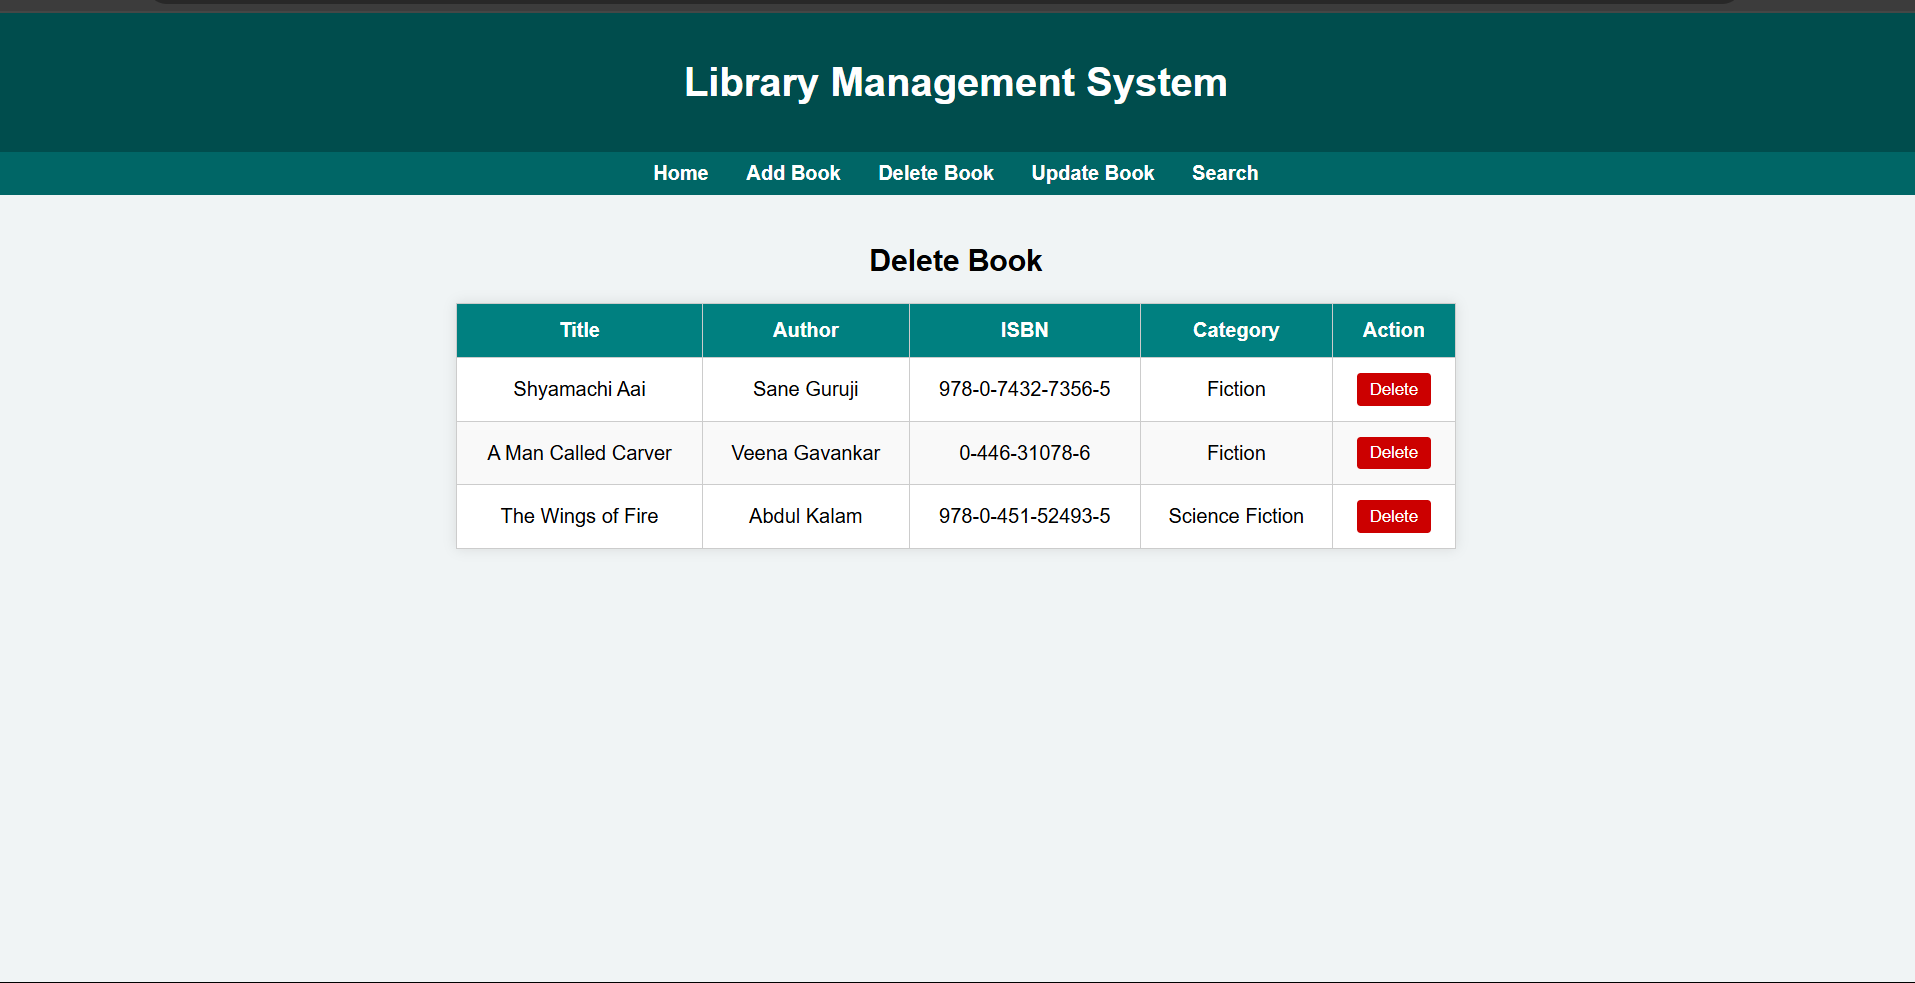 Library Management System
Home Add Book Delete Book Update Book Search
Delete Book
Title Author ISBN Category Action
Shyamachi Aai Sane Guruji 978-0-7432-7356-5 Fiction Delete
A Man Called Carver Veena Gavankar 0-446-31078-6 Fiction Delete
The Wings of Fire Abdul Kalam 978-0-451-52493-5 Science Fiction Delete